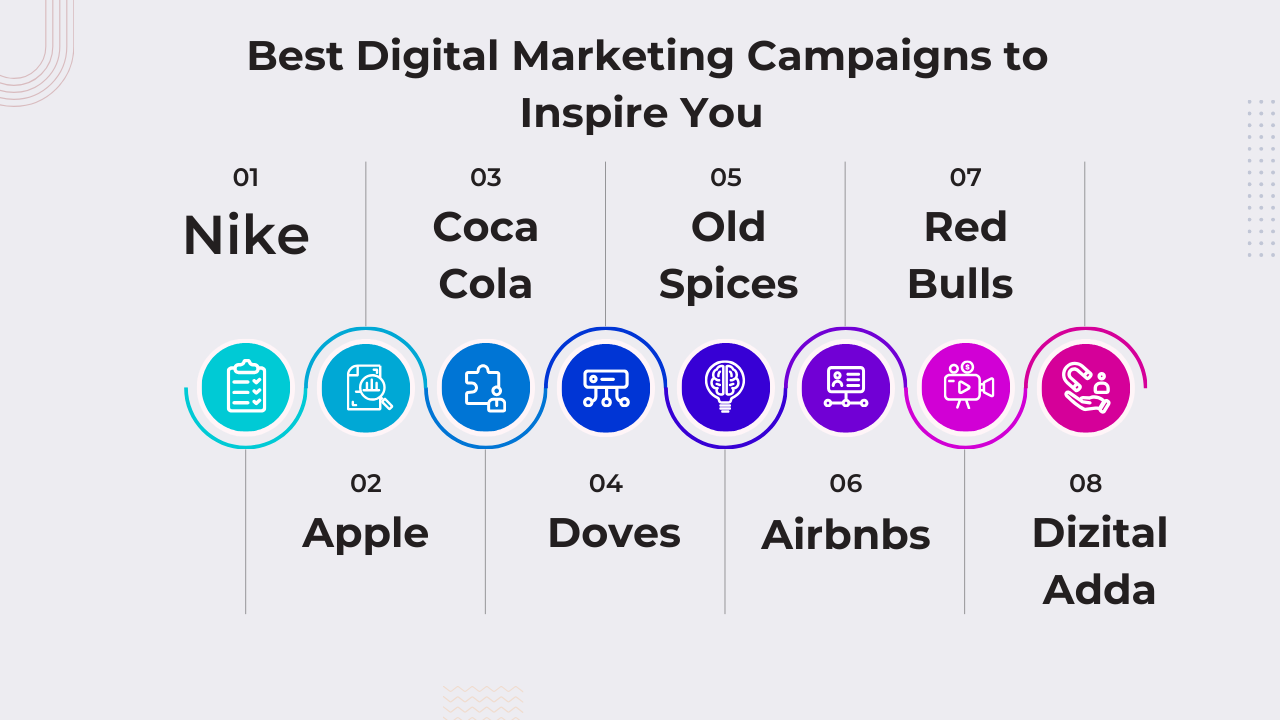 Best Digital Marketing Campaigns to
Inspire You
01
Nike
02
Apple
03
Coca
Cola
04
Doves
05
Old
Spices
06
Airbnbs
07
Red
Bulls
08
Dizital
Adda